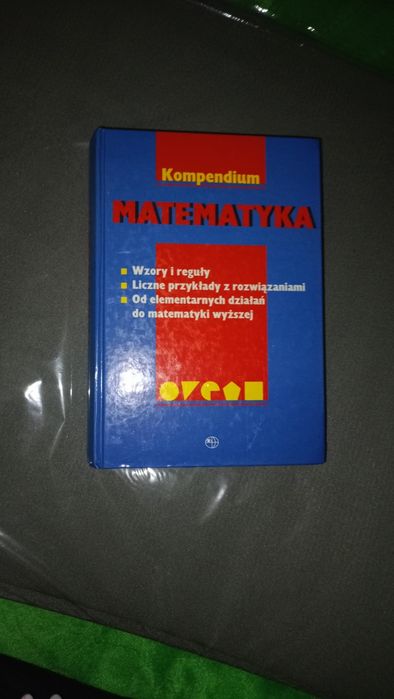 Kompendium
MATEMATYKA
Wzory i reguły
Liczne przykłady z rozwiązaniami
Od elementarnych działań
do matematyki wyższej